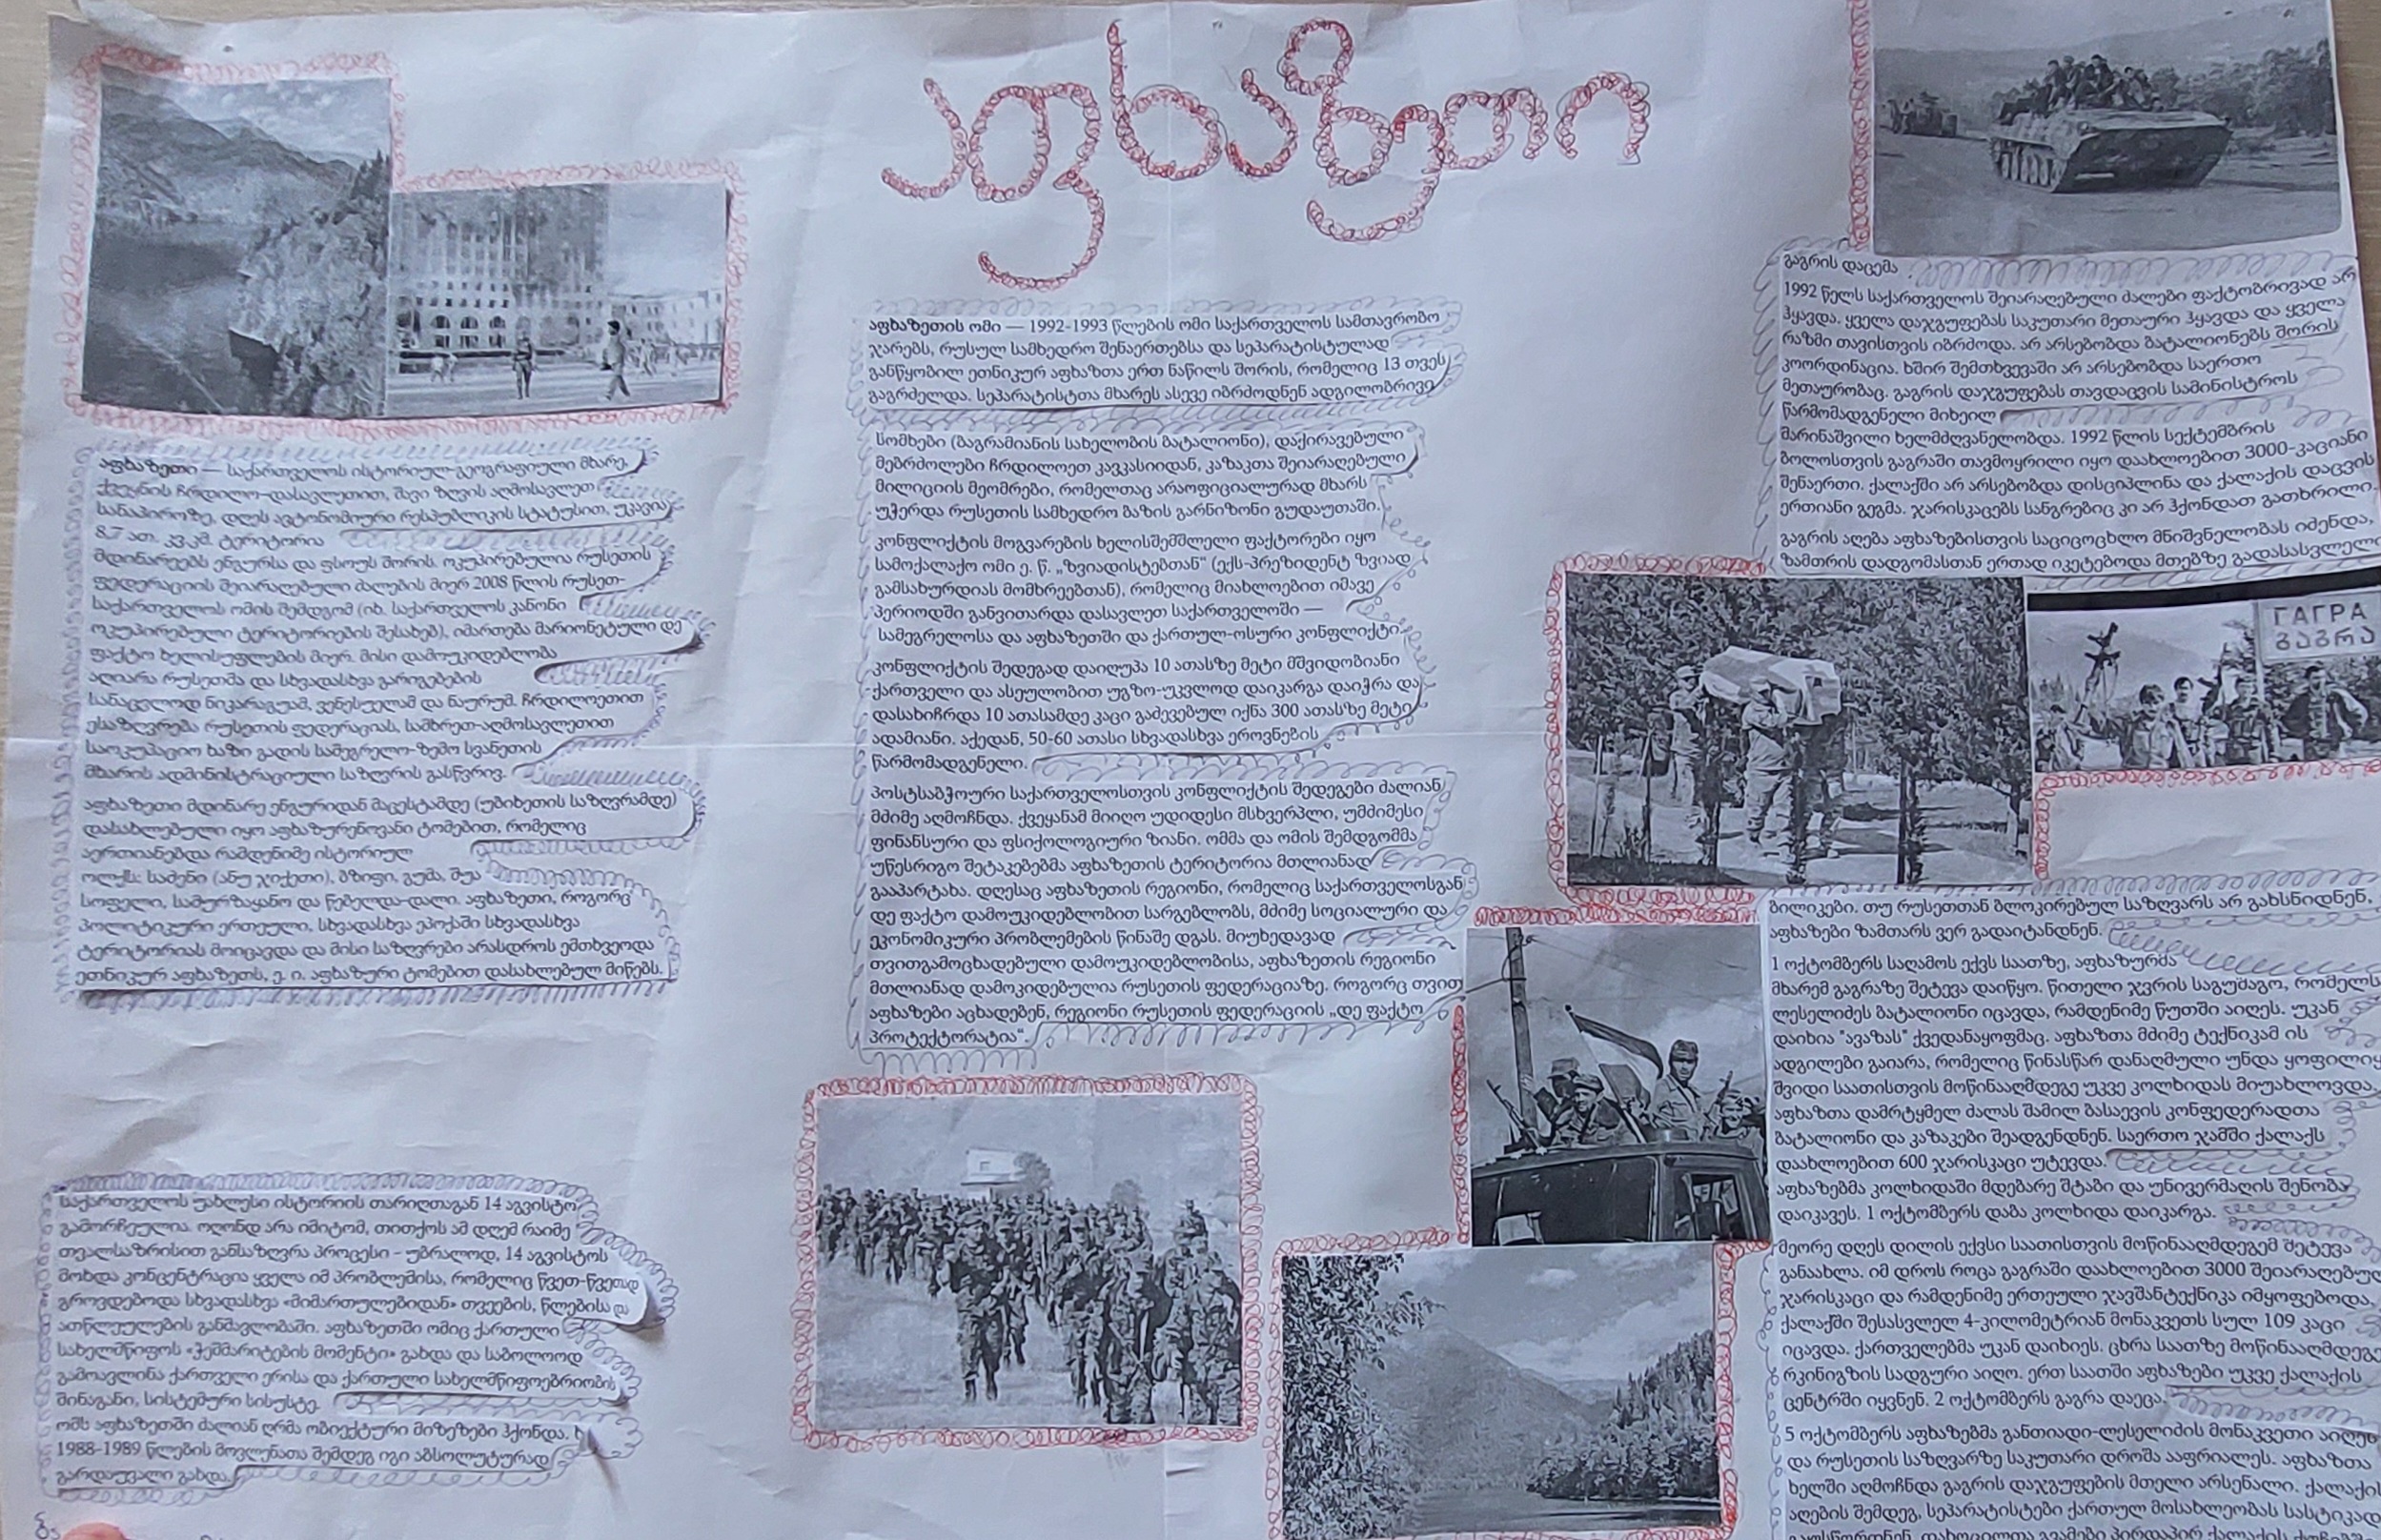 აფხაზეთი
აფხაზეთი — საქართველოს ისტორიულ-გეოგრაფიული მხარე,
ქვეყნის ჩრდილო-დასავლეთით, შავი ზღვის აღმოსავლეთ
სანაპიროზე, დღეს ავტონომიური რესპუბლიკის სტატუსით, უკავია
8.7 ათ. კვ.კმ. ტერიტორია
მდინარეებს ენგურსა და ფსოუს შორის. ოკუპირებულია რუსეთის
ფედერაციის შეიარაღებული ძალების მიერ 2008 წლის რუსეთ-
საქართველოს ომის შემდგომ (იხ. საქართველოს კანონი
ოკუპირებული ტერიტორიების შესახებ), იმართება მარიონეტული დე
ფაქტო ხელისუფლების მიერ. მისი დამოუკიდებლობა
აღიარა რუსეთმა და სხვადასხვა გარიგებების
სანაცვლოდ ნიკარაგუამ, ვენესუელამ და ნაურუმ. ჩრდილოეთით
ესაზღვრება რუსეთის ფედერაციას, სამხრეთ-აღმოსავლეთით
საოკუპაციო ხაზი გადის სამეგრელო-ზემო სვანეთის
მხარის ადმინისტრაციული საზღვრის გასწვრივ.
აფხაზეთი მდინარე ენგურიდან მაცესტამდე (უბიხეთის საზღვრამდე)
დასახლებული იყო აფხაზურენოვანი ტომებით, რომელიც
აერთიანებდა რამდენიმე ისტორიულ
ოლქს: საძენი (ანუ ჯიქეთი), ბზიფი, გუმა, შუა
სოფელი, სამურზაყანო და წებელდა-დალი. აფხაზეთი, როგორც
პოლიტიკური ერთეული, სხვადასხვა ეპოქაში სხვადასხვა
ტერიტორიას მოიცავდა და მისი საზღვრები არასდროს ემთხვეოდა
ეთნიკურ აფხაზეთს, ე. ი. აფხაზური ტომებით დასახლებულ მიწებს.
საქართველოს უახლესი ისტორიის თარიღთაგან 14 აგვისტო
გამორჩეულია. ოღონდ არა იმიტომ, თითქოს ამ დღემ რაიმე
თვალსაზრისით განსაზღვრა პროცესი - უბრალოდ, 14 აგვისტოს
მოხდა კონცენტრაცია ყველა იმ პრობლემისა, რომელიც წვეთ-წვეთად
გროვდებოდა სხვადასხვა «მიმართულებიდან» თვეების, წლებისა და
ათწლეულების განმავლობაში. აფხაზეთში ომიც ქართული
სახელმწიფოს «ჭეშმარიტების მომენტი» გახდა და საბოლოოდ
გამოავლინა ქართველი ერისა და ქართული სახელმწიფოებრიობის
შინაგანი, სისტემური სისუსტე.
ომს აფხაზეთში ძალიან ღრმა ობიექტური მიზეზები ჰქონდა.
1988-1989 წლების მოვლენათა შემდეგ იგი აბსოლუტურად
გარდაუვალი გახდა.
აფხაზეთის ომი — 1992-1993 წლების ომი საქართველოს სამთავრობო
ჯარებს, რუსულ სამხედრო შენაერთებსა და სეპარატისტულად
განწყობილ ეთნიკურ აფხაზთა ერთ ნაწილს შორის, რომელიც 13 თვეს
გაგრძელდა. სეპარატისტთა მხარეს ასევე იბრძოდნენ ადგილობრივი
სომხები (ბაგრამიანის სახელობის ბატალიონი), დაქირავებული
მებრძოლები ჩრდილოეთ კავკასიიდან, კაზაკთა შეიარაღებული
მილიციის მეომრები, რომელთაც არაოფიციალურად მხარს
უჭერდა რუსეთის სამხედრო ბაზის გარნიზონი გუდაუთაში.
კონფლიქტის მოგვარების ხელისშემშლელი ფაქტორები იყო
სამოქალაქო ომი ე. წ. „ზვიადისტებთან“ (ექს-პრეზიდენტ ზვიად
გამსახურდიას მომხრეებთან), რომელიც მიახლოებით იმავე
პერიოდში განვითარდა დასავლეთ საქართველოში —
სამეგრელოსა და აფხაზეთში და ქართულ-ოსური კონფლიქტი.
კონფლიქტის შედეგად დაიღუპა 10 ათასზე მეტი მშვიდობიანი
ქართველი და ასეულობით უგზო-უკვლოდ დაიკარგა დაიჭრა და
დასახიჩრდა 10 ათასამდე კაცი გაძევებულ იქნა 300 ათასზე მეტი
ადამიანი. აქედან, 50-60 ათასი სხვადასხვა ეროვნების
წარმომადგენელი.
პოსტსაბჭოური საქართველოსთვის კონფლიქტის შედეგები ძალიან
მძიმე აღმოჩნდა. ქვეყანამ მიიღო უდიდესი მსხვერპლი, უმძიმესი
ფინანსური და ფსიქოლოგიური ზიანი. ომმა და ომის შემდგომმა
უწესრიგო შეტაკებებმა აფხაზეთის ტერიტორია მთლიანად
გააპარტახა. დღესაც აფხაზეთის რეგიონი, რომელიც საქართველოსგან
დე ფაქტო დამოუკიდებლობით სარგებლობს, მძიმე სოციალური და
ეკონომიკური პრობლემების წინაშე დგას. მიუხედავად
თვითგამოცხადებული დამოუკიდებლობისა, აფხაზეთის რეგიონი
მთლიანად დამოკიდებულია რუსეთის ფედერაციაზე. როგორც თვით
აფხაზები აცხადებენ, რეგიონი რუსეთის ფედერაციის „დე ფაქტო
პროტექტორატია“.
გაგრის დაცემა
1992 წელს საქართველოს შეიარაღებული ძალები ფაქტობრივად არ
ჰყავდა. ყველა დაჯგუფებას საკუთარი მეთაური ჰყავდა და ყველა
რაზმი თავისთვის იბრძოდა. არ არსებობდა ბატალიონებს შორის
კოორდინაცია. ხშირ შემთხვევაში არ არსებობდა საერთო
მეთაურობაც. გაგრის დაჯგუფებას თავდაცვის სამინისტროს
წარმომადგენელი მიხეილ
მარინაშვილი ხელმძღვანელობდა. 1992 წლის სექტემბრის
ბოლოსთვის გაგრაში თავმოყრილი იყო დაახლოებით 3000-კაციანი
შენაერთი. ქალაქში არ არსებობდა დისციპლინა და ქალაქის დაცვის
ერთიანი გეგმა. ჯარისკაცებს სანგრებიც კი არ ჰქონდათ გათხრილი.
გაგრის აღება აფხაზებისთვის საციცოცხლო მნიშვნელობას იძენდა,
ზამთრის დადგომასთან ერთად იკეტებოდა მთებზე გადასასვლელი
ГАГРА
გაგრა
ბილიკები. თუ რუსეთთან ბლოკირებულ საზღვარს არ გახსნიდნენ,
აფხაზები ზამთარს ვერ გადაიტანდნენ.
1 ოქტომბერს საღამოს ექვს საათზე, აფხაზურმა
მხარემ გაგრაზე შეტევა დაიწყო. წითელი ჯვრის საგუშაგო, რომელს
ლესელიძეს ბატალიონი იცავდა, რამდენიმე წუთში აიღეს. უკან
დაიხია "ავაზას" ქვედანაყოფმაც. აფხაზთა მძიმე ტექნიკამ ის
ადგილები გაიარა, რომელიც წინასწარ დანაღმული უნდა ყოფილიყ
შვიდი საათისთვის მოწინააღმდეგე უკვე კოლხიდას მიუახლოვდა.
აფხაზთა დამრტყმელ ძალას შამილ ბასაევის კონფედერადთა
ბატალიონი და კაზაკები შეადგენდნენ. საერთო ჯამში ქალაქს
დაახლოებით 600 ჯარისკაცი უტევდა.
აფხაზებმა კოლხიდაში მდებარე შტაბი და უნივერმაღის შენობა
დაიკავეს. 1 ოქტომბერს დაბა კოლხიდა დაიკარგა.
მეორე დღეს დილის ექვსი საათისთვის მოწინააღმდეგემ შეტევა
განაახლა. იმ დროს როცა გაგრაში დაახლოებით 3000 შეიარაღებულ
ჯარისკაცი და რამდენიმე ერთეული ჯავშანტექნიკა იმყოფებოდა,
ქალაქში შესასვლელ 4-კილომეტრიან მონაკვეთს სულ 109 კაცი
იცავდა. ქართველებმა უკან დაიხიეს. ცხრა საათზე მოწინააღმდეგე
რკინიგზის სადგური აიღო. ერთ საათში აფხაზები უკვე ქალაქის
ცენტრში იყვნენ. 2 ოქტომბერს გაგრა დაეცა.
5 ოქტომბერს აფხაზებმა განთიადი-ლესელიძის მონაკვეთი აიღეს
და რუსეთის საზღვარზე საკუთარი დროშა ააფრიალეს. აფხაზთა
ხელში აღმოჩნდა გაგრის დაჯგუფების მთელი არსენალი. ქალაქის
აღების შემდეგ, სეპარატისტები ქართულ მოსახლეობას სასტიკად